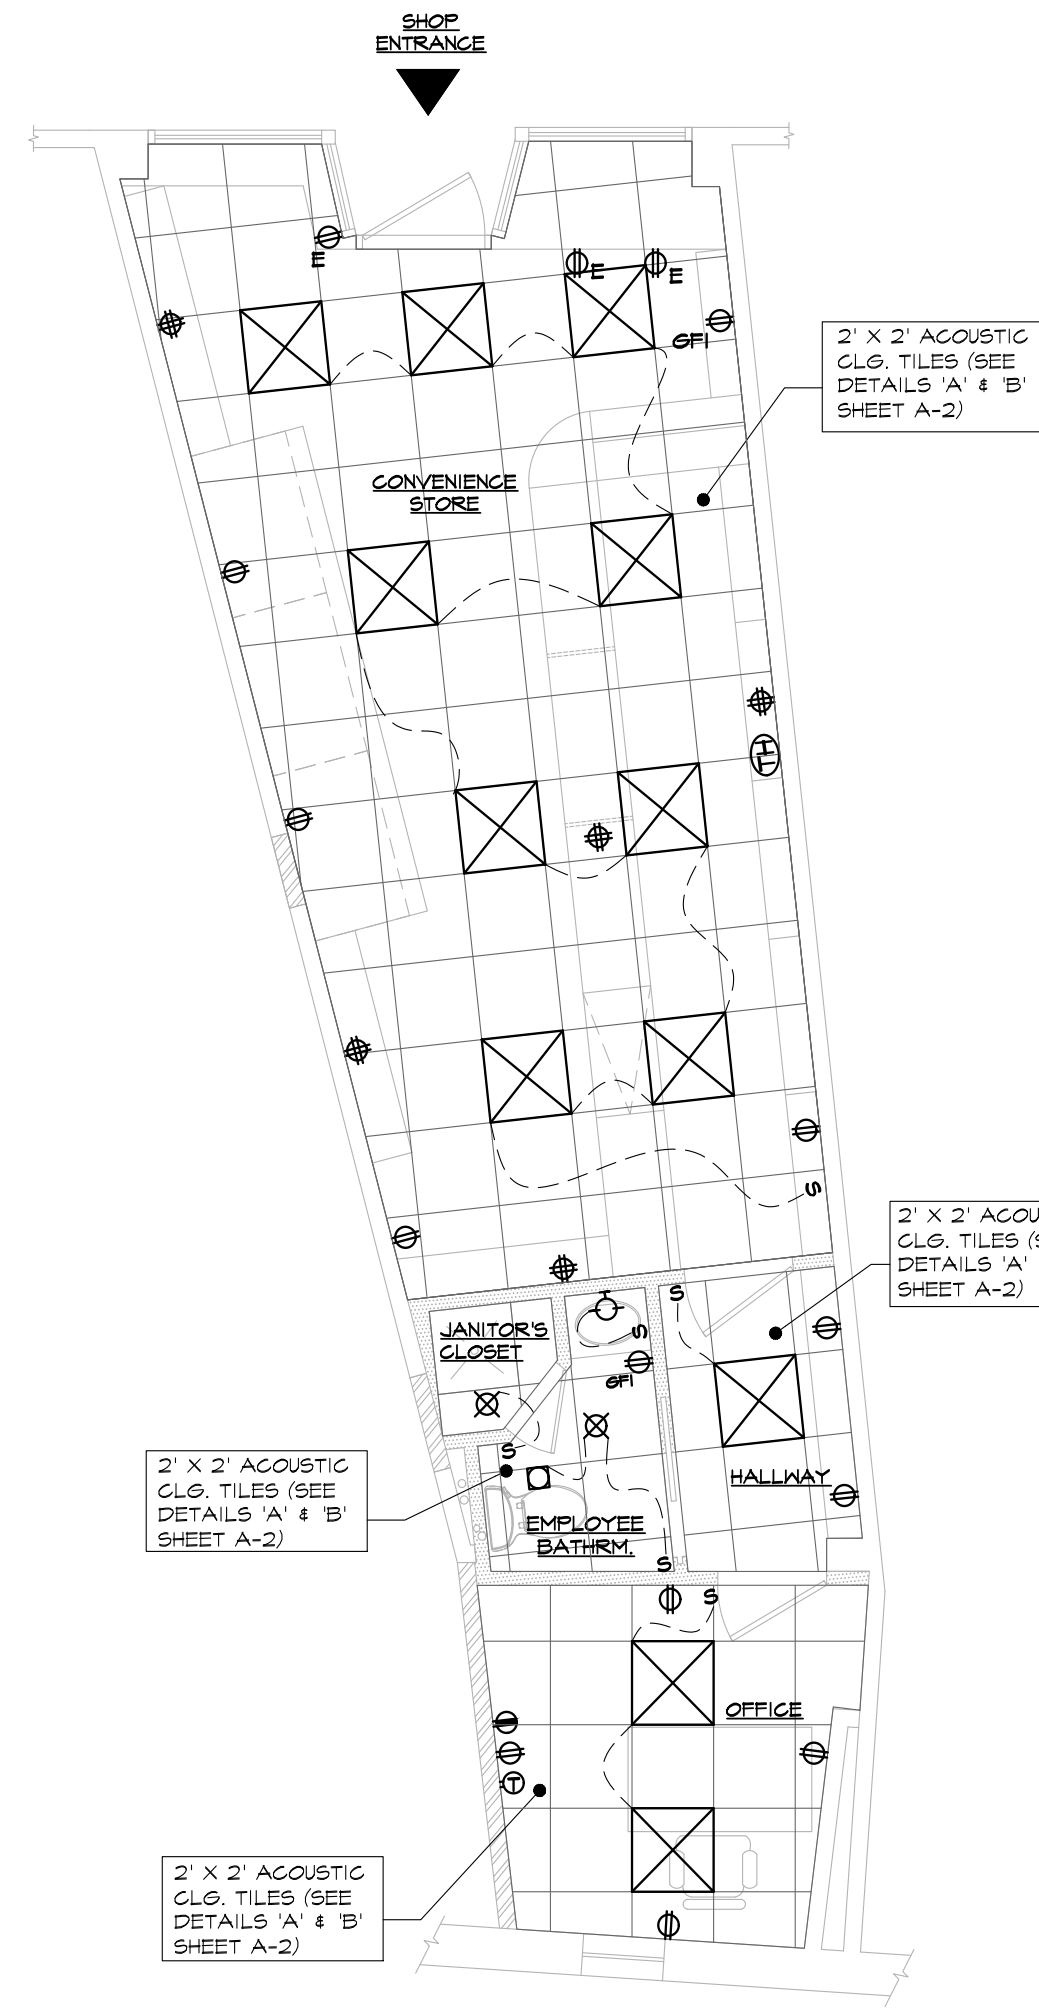 SHOP
ENTRANCE
E
E
E
GFI
2' X 2' ACOUSTIC
CLG. TILES (SEE
DETAILS 'A' & 'B'
SHEET A-2)
CONVENIENCE
STORE
S
2' X 2' ACOU
CLG. TILES (S
DETAILS 'A'
SHEET A-2)
S
JANITOR'S
CLOSET
S
GFI
S
HALLWAY
2' X 2' ACOUSTIC
CLG. TILES (SEE
DETAILS 'A' & 'B'
SHEET A-2)
EMPLOYEE
BATHRM.
S
S
OFFICE
T
2' X 2' ACOUSTIC
CLG. TILES (SEE
DETAILS 'A' & 'B'
SHEET A-2)